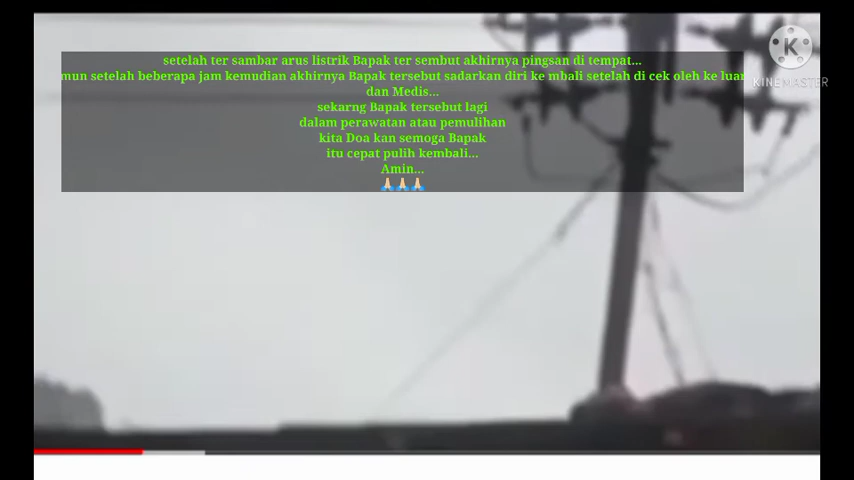 setelah ter sambar arus listrik Bapak ter sembut akhirnya pingsan di tempat...
mun setelah beberapa jam kemudian akhirnya Bapak tersebut sadarkan diri ke mbali setelah di cek oleh ke luar
dan Medis...
sekarng Bapak tersebut lagi
dalam perawatan atau pemulihan
kita Doa kan semoga Bapak
itu cepat pulih kembali...
Amin...
🙏🏻🙏🏻🙏🏻
K
KINEMASTER